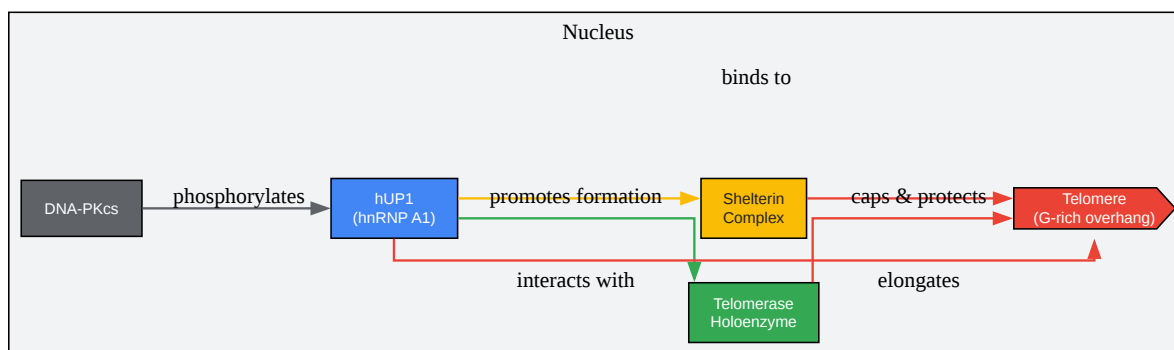 Nucleus
binds to
DNA-PKcs
phosphorylates
hUP1
(hnRNP A1)
promotes formation
Shelterin
Complex
caps & protects
Telomere
(G-rich overhang)
interacts with
elongates
Telomerase
Holoenzyme